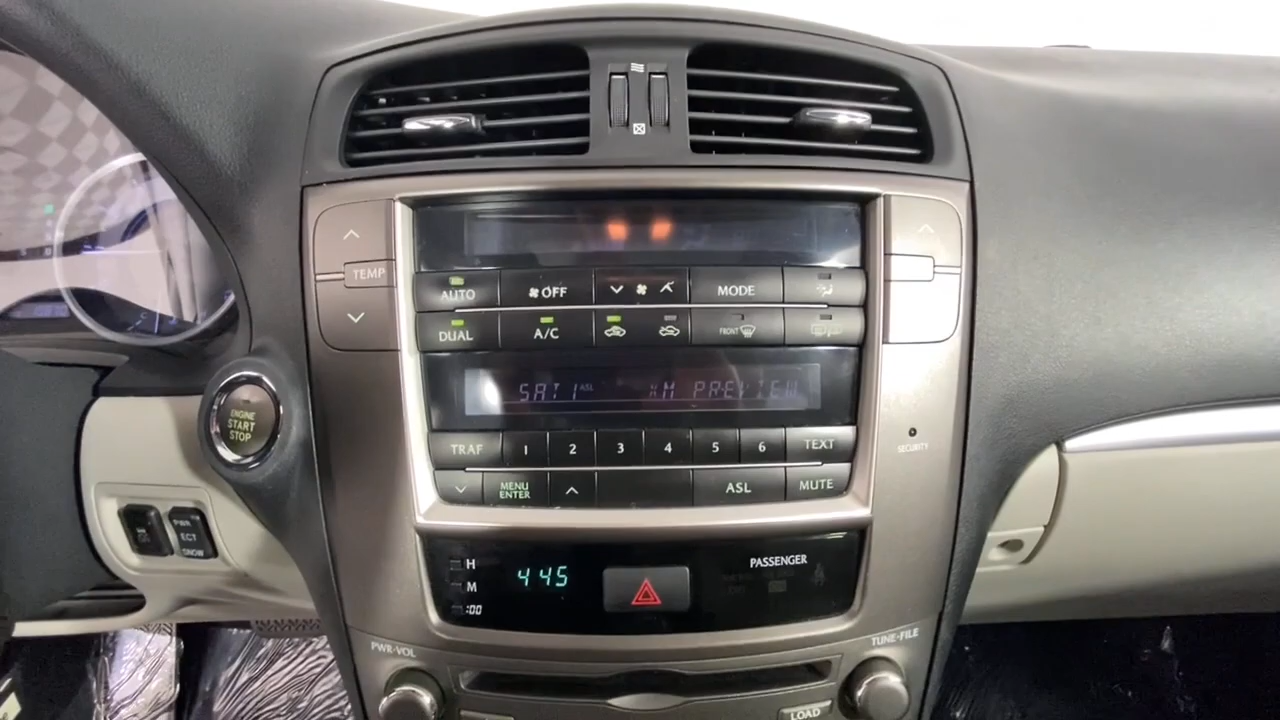 TEMP
AUTO
OFF
MODE
DUAL
A/C
FRONT
ENGINE
START
STOP
SAT1 ASL XM PREVIEW
TRAF
1
2
3
4
5
6
TEXT
MENU
ENTER
ASL
MUTE
SECURITY
PWR
ECT
SNOW
H
M
:00
4 45
PASSENGER
PWR·VOL
TUNE·FILE
LOAD